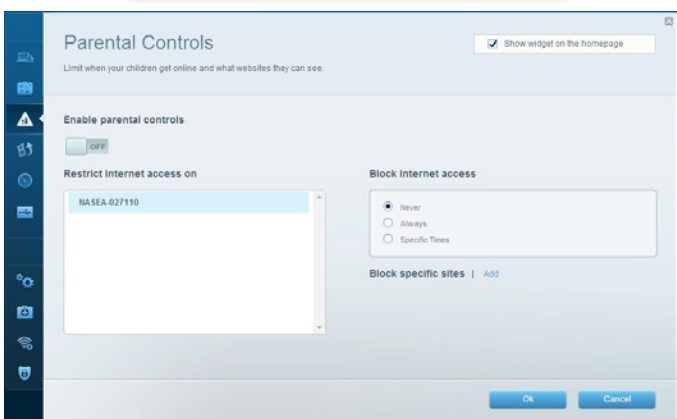 Parental Controls
Show widget on the homepage
Limit when your children get online and what websites they can see.
Enable parental controls
OFF
Restrict Internet access on
Block Internet access
NASEA-027110
Never
Always
Specific Times
Block specific sites | Add
Ok
Cancel